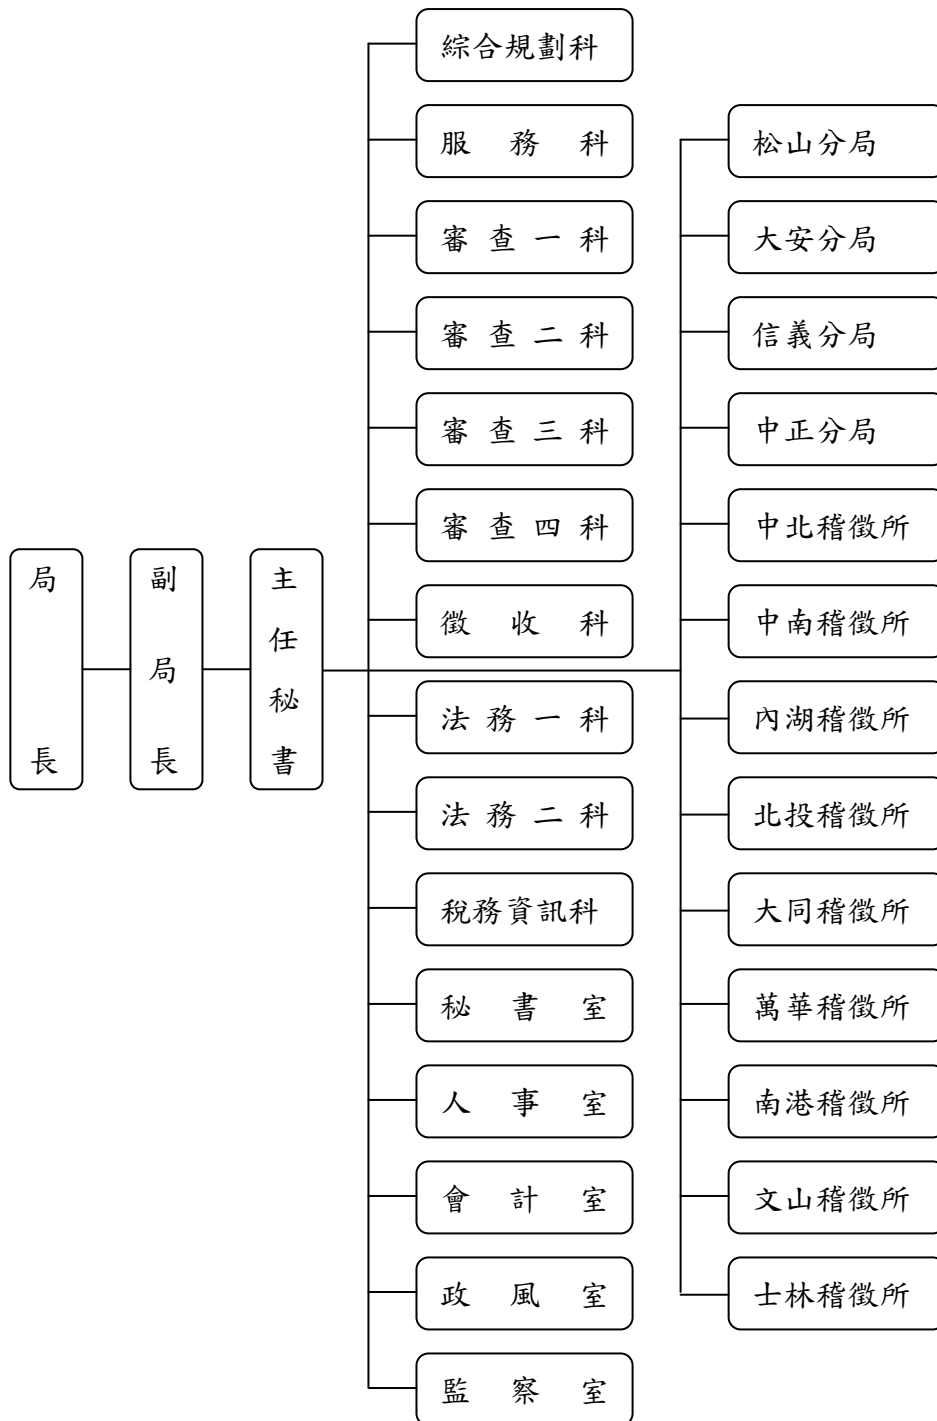 局長
副局長
主任秘書
綜合規劃科
服務科
審查一科
審查二科
審查三科
審查四科
徵收科
法務一科
法務二科
稅務資訊科
秘書室
人事室
會計室
政風室
監察室
松山分局
大安分局
信義分局
中正分局
中北稽徵所
中南稽徵所
內湖稽徵所
北投稽徵所
大同稽徵所
萬華稽徵所
南港稽徵所
文山稽徵所
士林稽徵所